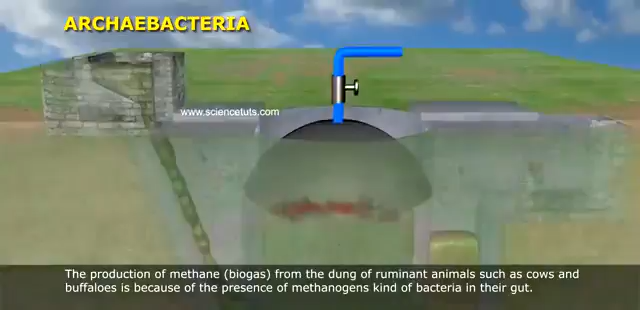 ARCHAEBACTERIA
www.sciencetuts.com
The production of methane (biogas) from the dung of ruminant animals such as cows and
buffaloes is because of the presence of methanogens kind of bacteria in their gut.